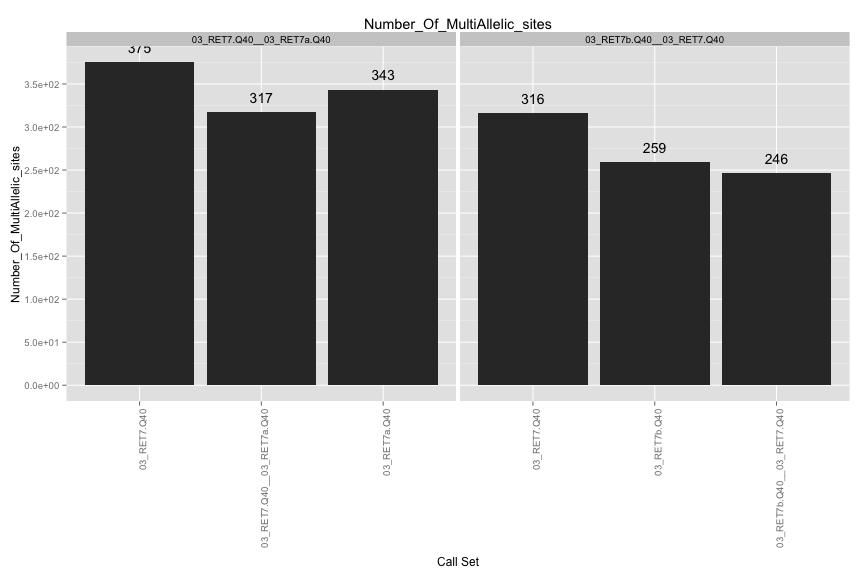 Number_Of_MultiAllelic_sites
03_RET7.Q40__03_RET7a.Q40
03_RET7b.Q40__03_RET7.Q40
375
317
343
316
259
246
Number_Of_MultiAllelic_sites
3.5e+02
3.0e+02
2.5e+02
2.0e+02
1.5e+02
1.0e+02
5.0e+01
0.0e+00
03_RET7.Q40
03_RET7.Q40__03_RET7a.Q40
03_RET7a.Q40
03_RET7.Q40
03_RET7b.Q40
03_RET7b.Q40__03_RET7.Q40
Call Set